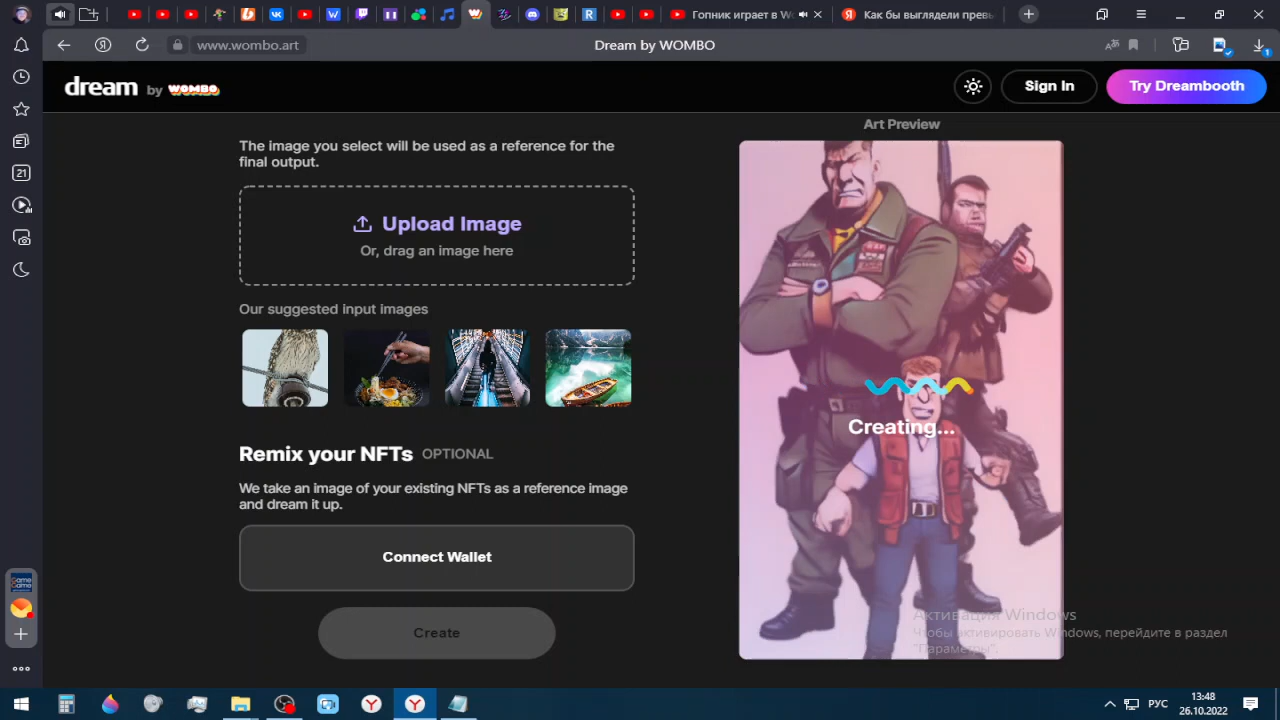 Гопник играет в Wo
Как бы выглядели превь
www.wombo.art
Dream by WOMBO
dream by WOMBO
Sign In
Try Dreambooth
21
The image you select will be used as a reference for the
final output.
Upload Image
Or, drag an image here
Our suggested input images
Remix your NFTs OPTIONAL
We take an image of your existing NFTs as a reference image
and dream it up.
Connect Wallet
Create
Art Preview
Creating...
Активация Windows
Чтобы активировать Windows, перейдите в раздел
"Параметры".
РУС
13:48
26.10.2022
1